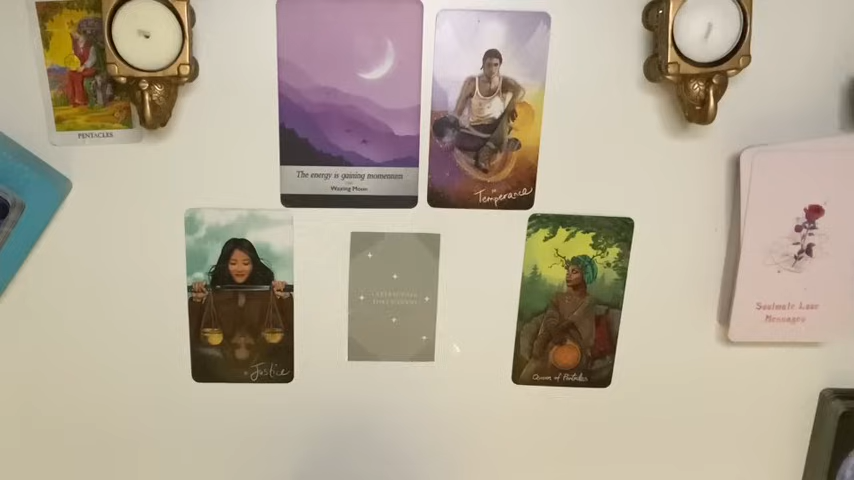 PENTACLES
The energy is gaining momentum
Waxing Moon
Temperance
Justice
Queen of Pentacles
Soulmate Love
Messages